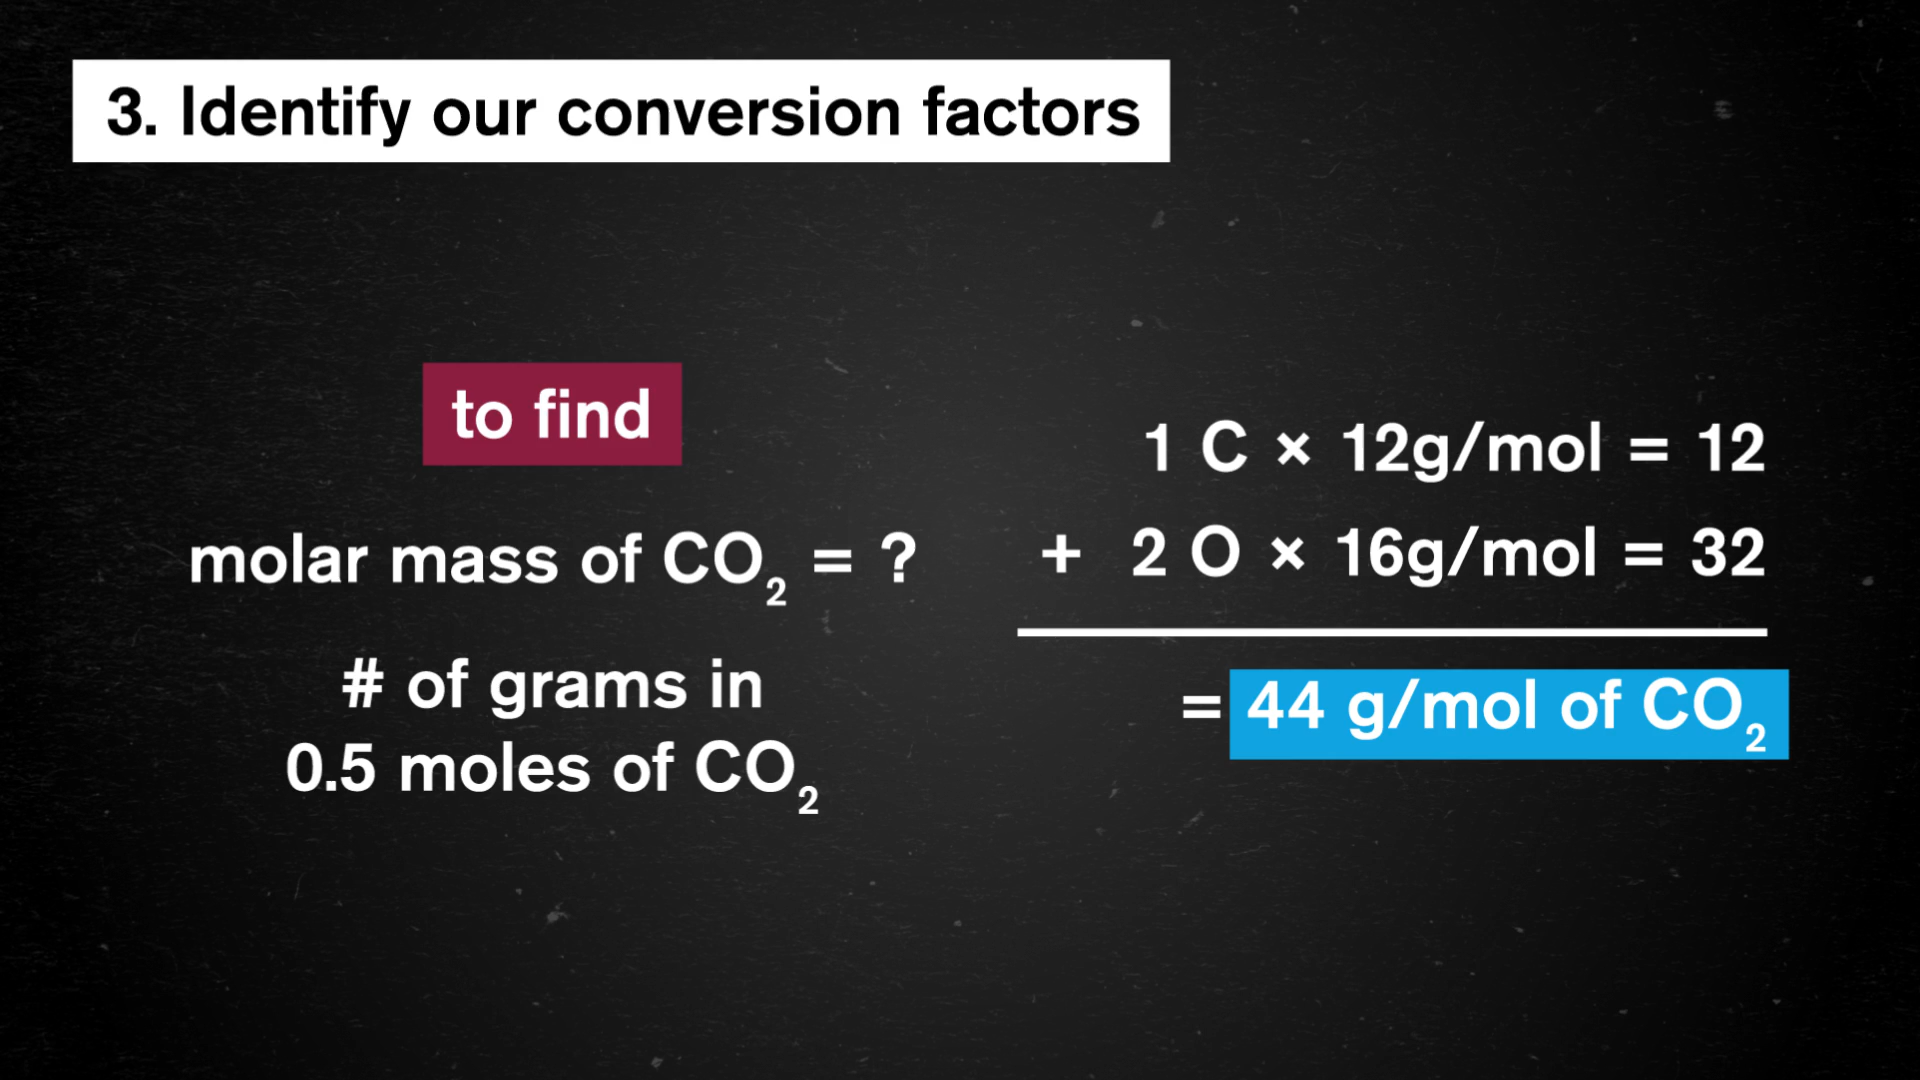 3. Identify our conversion factors
to find
molar mass of CO₂ = ?
# of grams in
0.5 moles of CO₂
1 C × 12g/mol = 12
+ 2 O × 16g/mol = 32
= 44 g/mol of CO₂